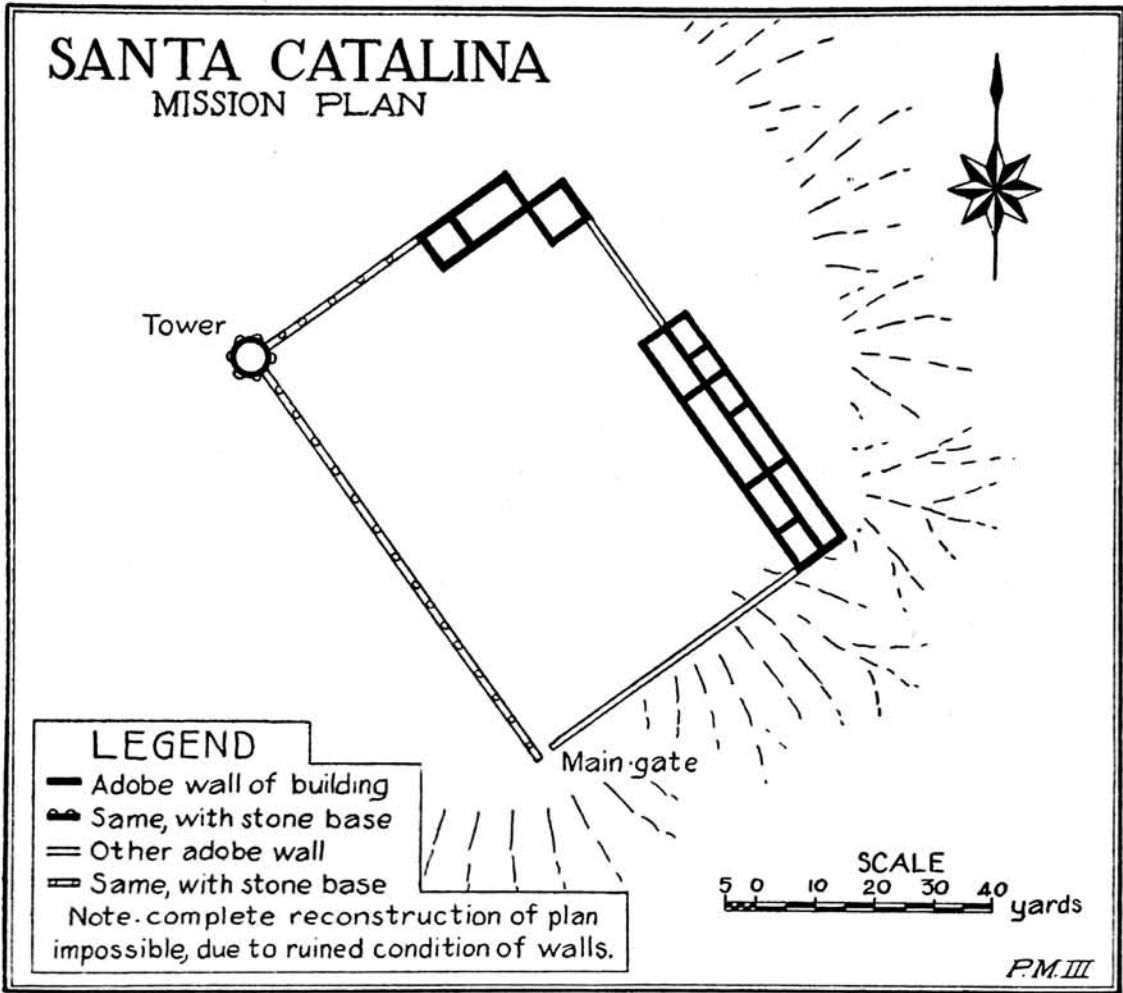 SANTA CATALINA
MISSION PLAN
Tower
Main·gate
LEGEND
Adobe wall of building
Same, with stone base
Other adobe wall
Same, with stone base
Note·complete reconstruction of plan
impossible, due to ruined condition of walls.
SCALE
5 0 10 20 30 40 yards
P.M.III